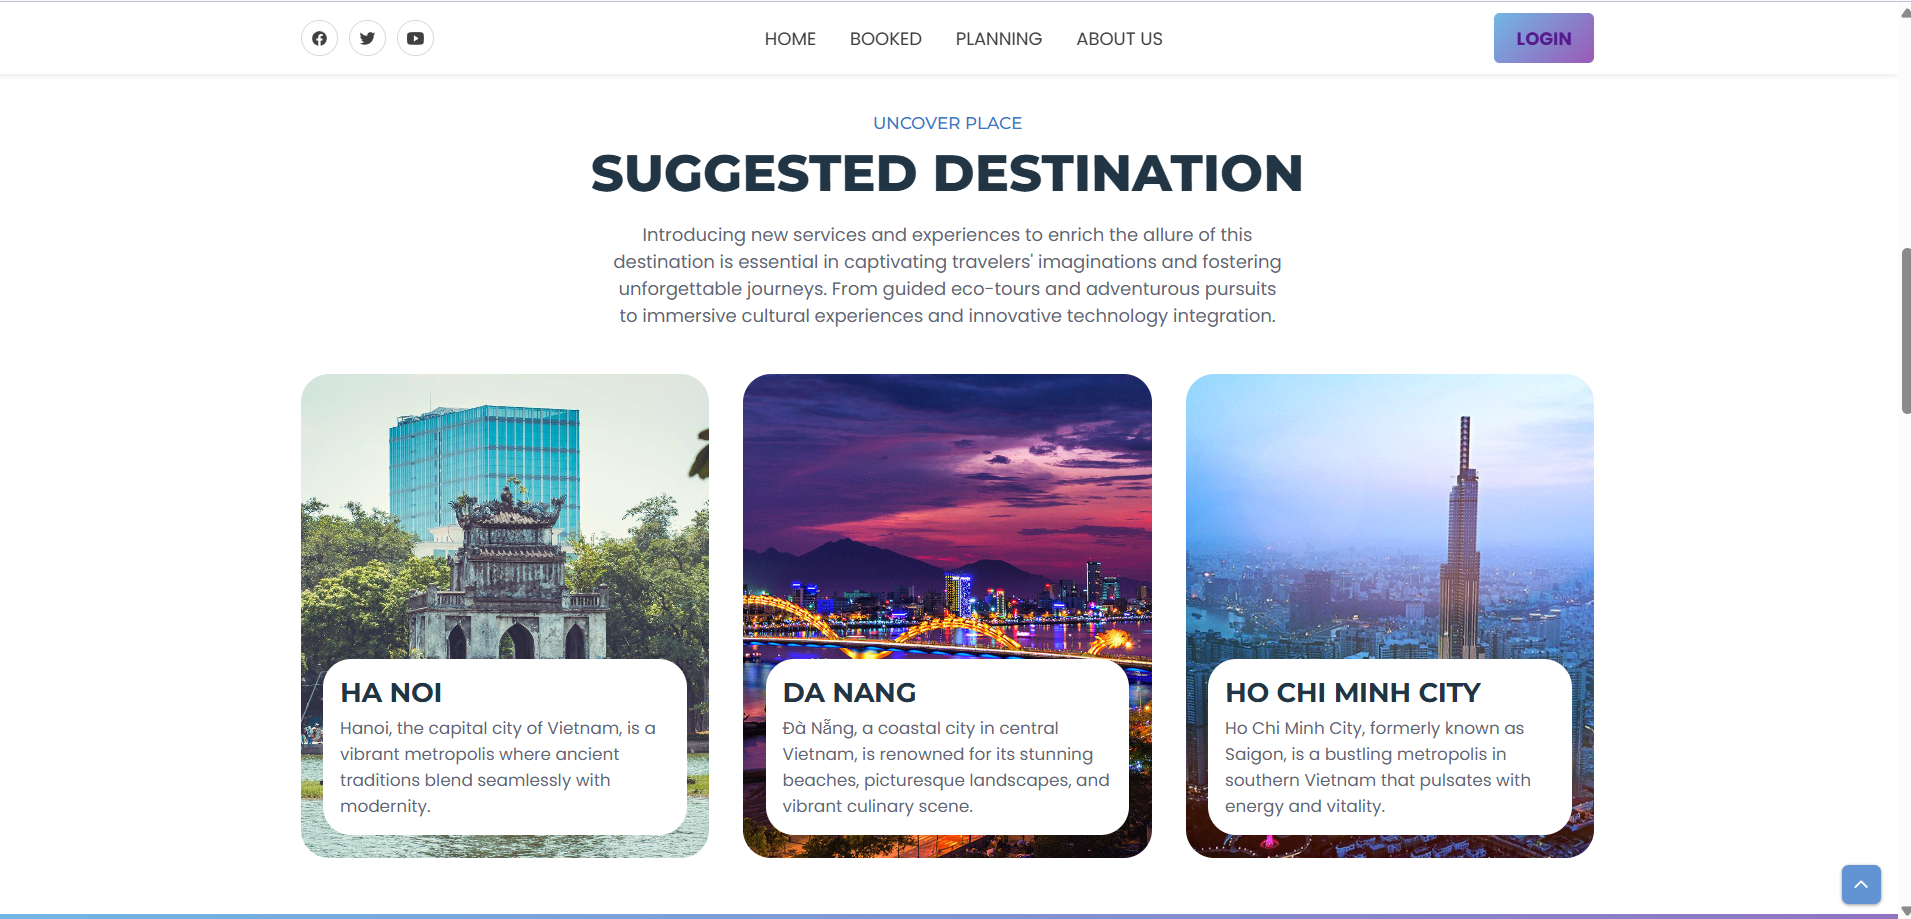 HOME BOOKED PLANNING ABOUT US LOGIN
UNCOVER PLACE
SUGGESTED DESTINATION
Introducing new services and experiences to enrich the allure of this
destination is essential in captivating travelers' imaginations and fostering
unforgettable journeys. From guided eco-tours and adventurous pursuits
to immersive cultural experiences and innovative technology integration.
HA NOI
Hanoi, the capital city of Vietnam, is a
vibrant metropolis where ancient
traditions blend seamlessly with
modernity.
DA NANG
Đà Nẵng, a coastal city in central
Vietnam, is renowned for its stunning
beaches, picturesque landscapes, and
vibrant culinary scene.
HO CHI MINH CITY
Ho Chi Minh City, formerly known as
Saigon, is a bustling metropolis in
southern Vietnam that pulsates with
energy and vitality.